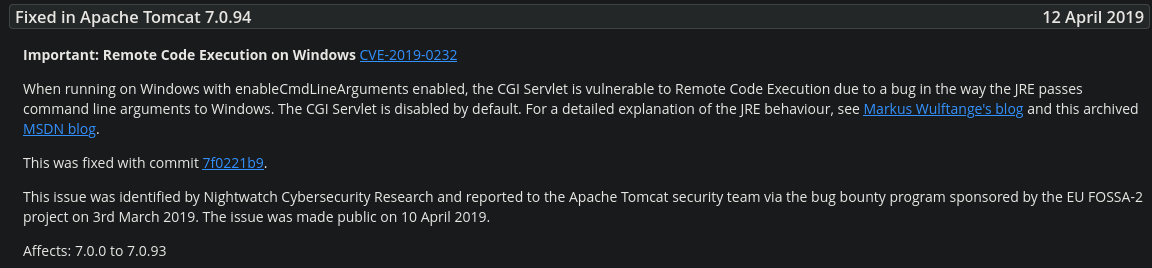 Fixed in Apache Tomcat 7.0.94 12 April 2019
Important: Remote Code Execution on Windows CVE-2019-0232
When running on Windows with enableCmdLineArguments enabled, the CGI Servlet is vulnerable to Remote Code Execution due to a bug in the way the JRE passes
command line arguments to Windows. The CGI Servlet is disabled by default. For a detailed explanation of the JRE behaviour, see Markus Wulftange's blog and this archived
MSDN blog.
This was fixed with commit 7f0221b9.
This issue was identified by Nightwatch Cybersecurity Research and reported to the Apache Tomcat security team via the bug bounty program sponsored by the EU FOSSA-2
project on 3rd March 2019. The issue was made public on 10 April 2019.
Affects: 7.0.0 to 7.0.93